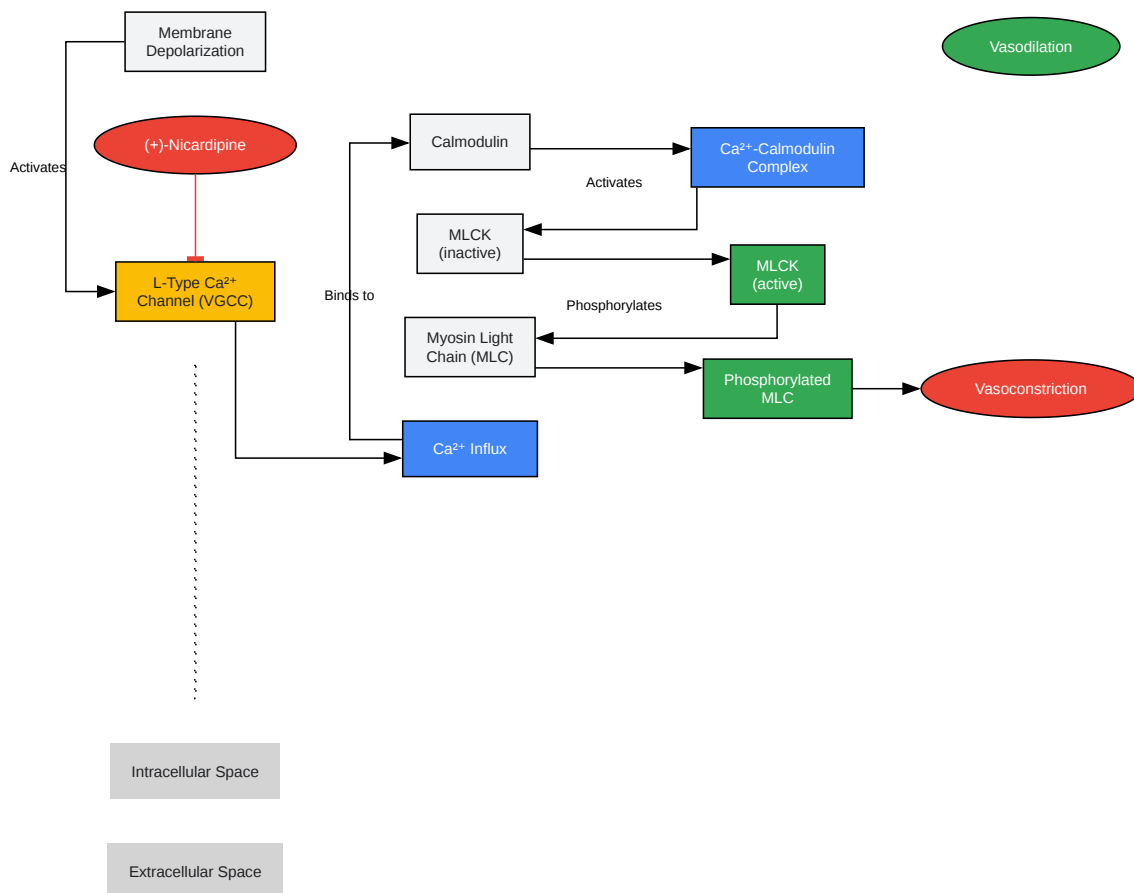 Membrane
Depolarization
Vasodilation
(+)-Nicardipine
Activates
Calmodulin
Ca²⁺-Calmodulin
Complex
Activates
MLCK
(inactive)
MLCK
(active)
L-Type Ca²⁺
Channel (VGCC)
Binds to
Phosphorylates
Myosin Light
Chain (MLC)
Phosphorylated
MLC
Vasoconstriction
Ca²⁺ Influx
Intracellular Space
Extracellular Space